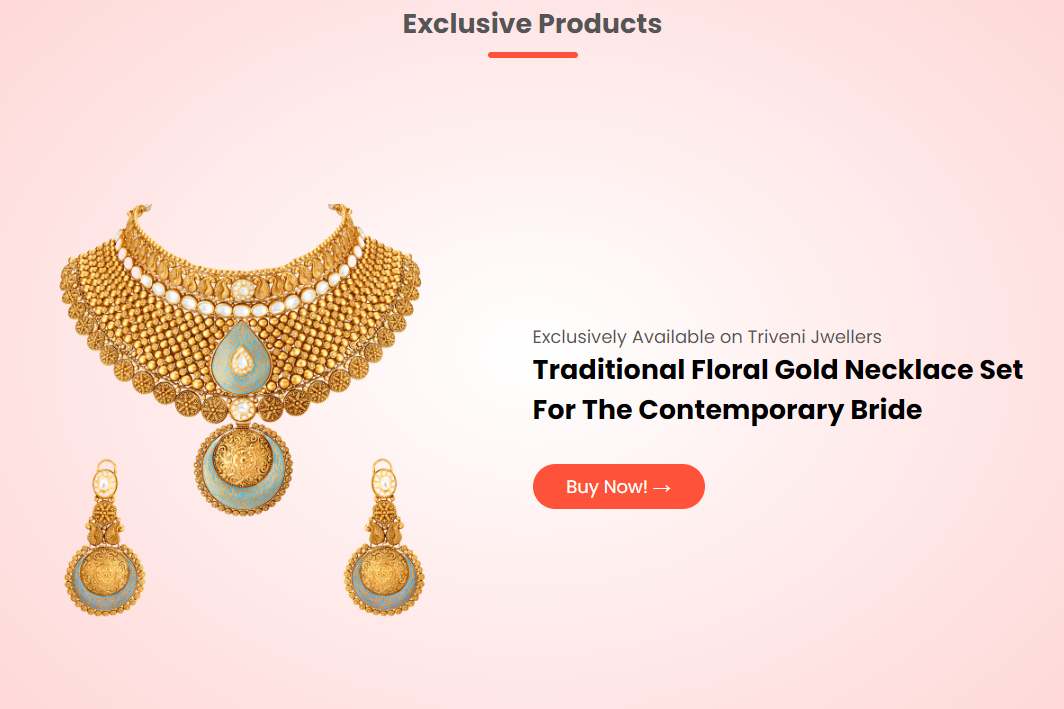 Exclusive Products
Exclusively Available on Triveni Jwellers
Traditional Floral Gold Necklace Set
For The Contemporary Bride
Buy Now! →